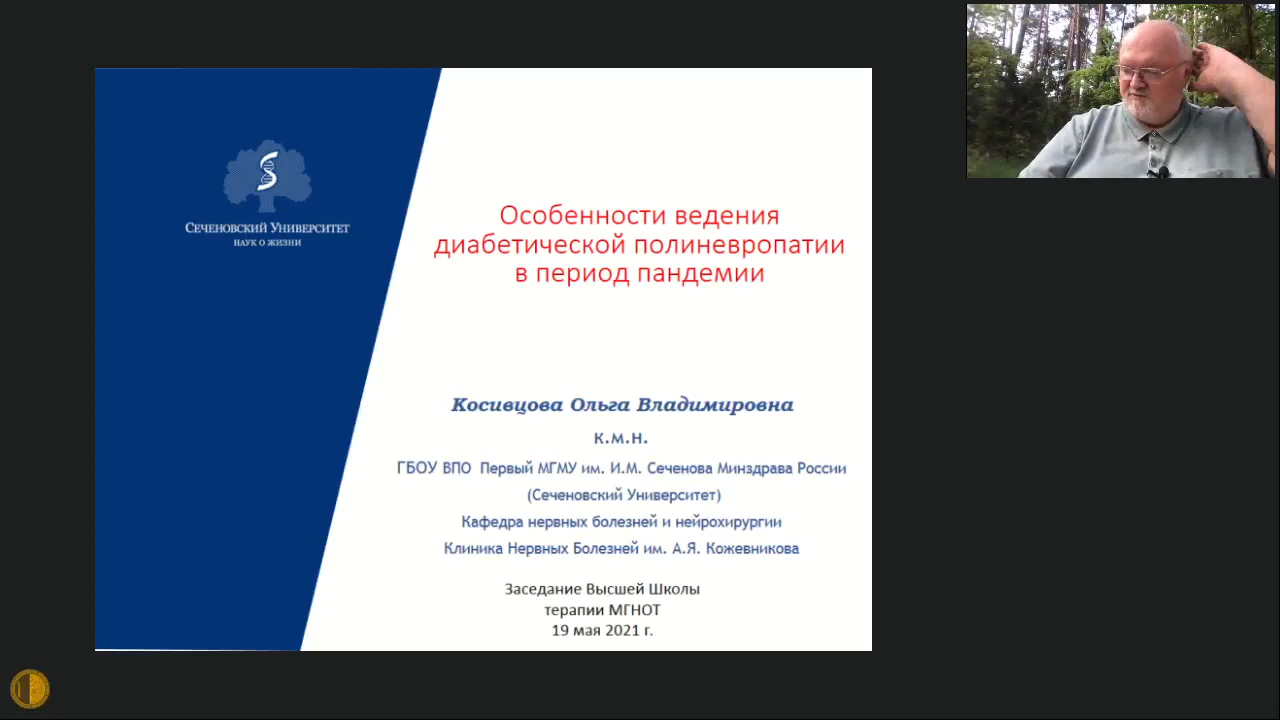 Сеченовский Университет
наук о жизни
Особенности ведения
диабетической полиневропатии
в период пандемии
Косивцова Ольга Владимировна
к.м.н.
ГБОУ ВПО Первый МГМУ им. И.М. Сеченова Минздрава России
(Сеченовский Университет)
Кафедра нервных болезней и нейрохирургии
Клиника Нервных Болезней им. А.Я. Кожевникова
Заседание Высшей Школы
терапии МГНОТ
19 мая 2021 г.